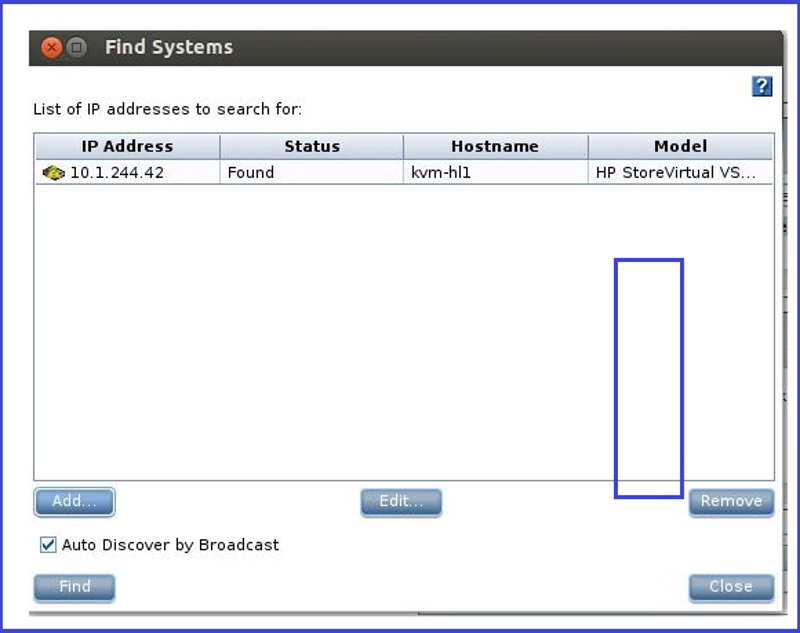 Find Systems
?
List of IP addresses to search for:
IP Address Status Hostname Model
10.1.244.42 Found kvm-hl1 HP StoreVirtual VS...
Add... Edit... Remove
Auto Discover by Broadcast
Find Close